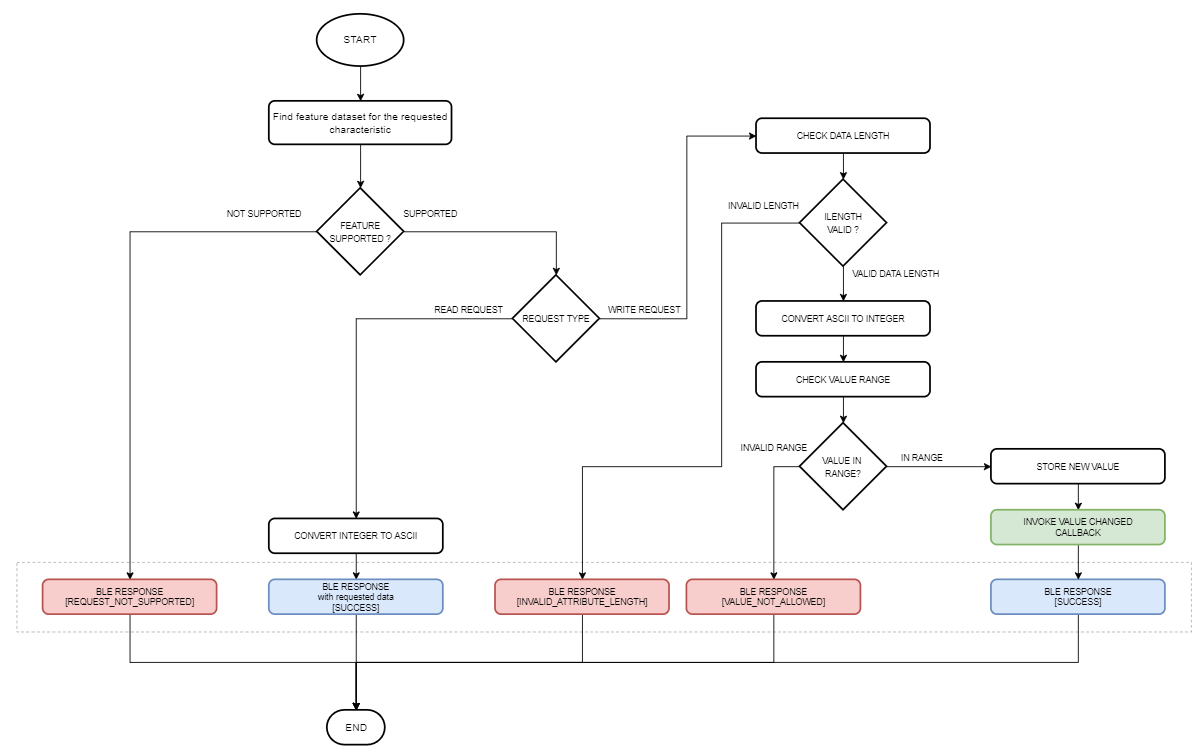 START
Find feature dataset for the requested
characteristic
CHECK DATA LENGTH
NOT SUPPORTED
SUPPORTED
FEATURE
SUPPORTED ?
INVALID LENGTH
ILENGTH
VALID ?
VALID DATA LENGTH
READ REQUEST
REQUEST TYPE
WRITE REQUEST
CONVERT ASCII TO INTEGER
CHECK VALUE RANGE
INVALID RANGE
VALUE IN
RANGE?
IN RANGE
STORE NEW VALUE
CONVERT INTEGER TO ASCII
INVOKE VALUE CHANGED
CALLBACK
BLE RESPONSE
[REQUEST_NOT_SUPPORTED]
BLE RESPONSE
with requested data
[SUCCESS]
BLE RESPONSE
[INVALID_ATTRIBUTE_LENGTH]
BLE RESPONSE
[VALUE_NOT_ALLOWED]
BLE RESPONSE
[SUCCESS]
END